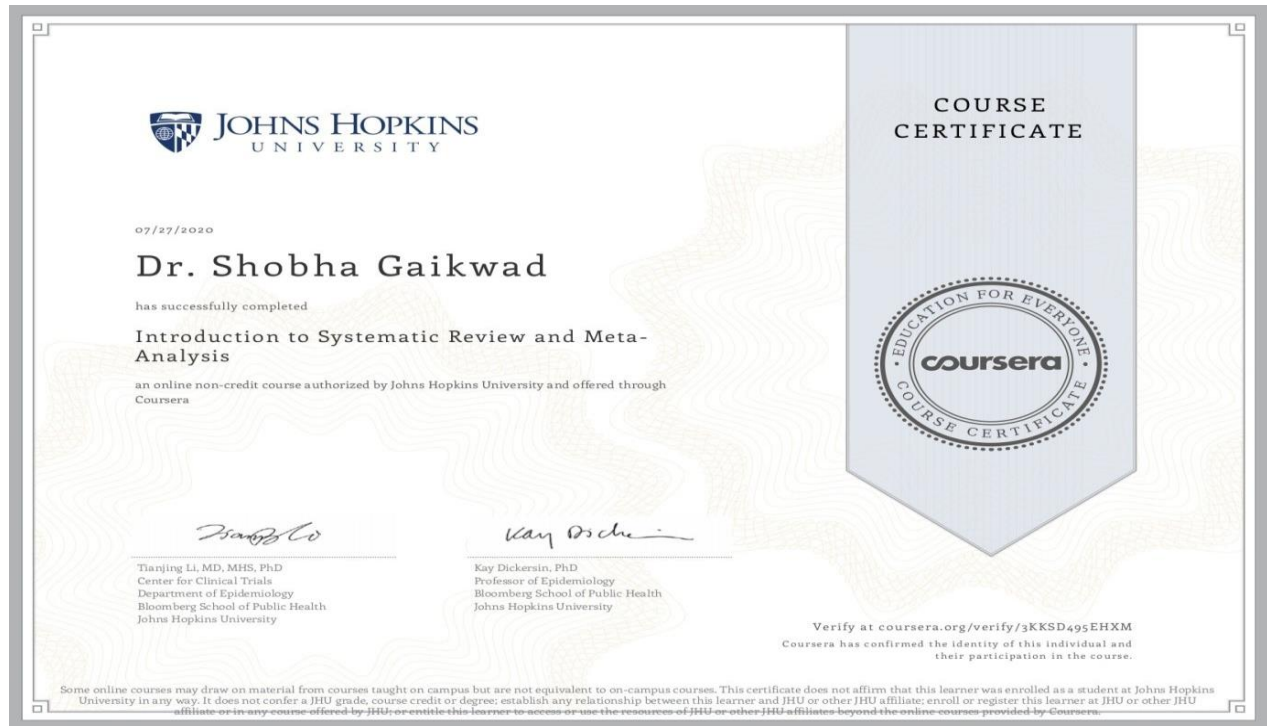 JOHNS HOPKINS
UNIVERSITY
07/27/2020
Dr. Shobha Gaikwad
has successfully completed
Introduction to Systematic Review and Meta-
Analysis
an online non-credit course authorized by Johns Hopkins University and offered through
Coursera
Tianjing Li, MD, MHS, PhD
Center for Clinical Trials
Department of Epidemiology
Bloomberg School of Public Health
Johns Hopkins University
Kay Dickersin, PhD
Professor of Epidemiology
Bloomberg School of Public Health
Johns Hopkins University
COURSE
CERTIFICATE
EDUCATION FOR EVERYONE
coursera
COURSE CERTIFICATE
Verify at coursera.org/verify/3KKSD495EHXM
Coursera has confirmed the identity of this individual and
their participation in the course.
Some online courses may draw on material from courses taught on campus but are not equivalent to on-campus courses. This certificate does not affirm that this learner was enrolled as a student at Johns Hopkins
University in any way. It does not confer a JHU grade, course credit or degree; establish any relationship between this learner and JHU or other JHU affiliate; enroll or register this learner at JHU or other JHU
affiliate or in any course offered by JHU; or entitle this learner to access or use the resources of JHU or other JHU affiliates beyond the online courses provided by Coursera.